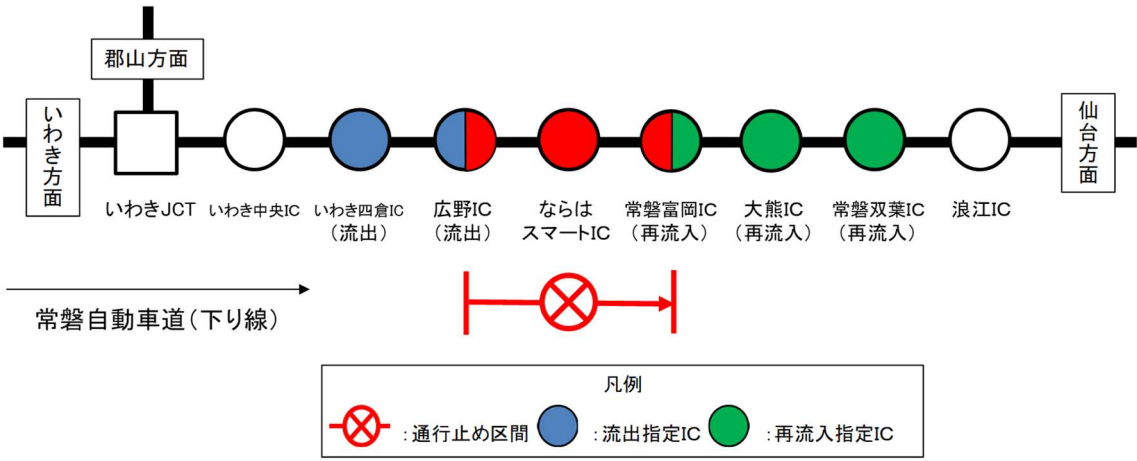 郡山方面
いわき方面
仙台方面
いわきJCT
いわき中央IC
いわき四倉IC
（流出）
広野IC
（流出）
ならは
スマートIC
常磐富岡IC
（再流入）
大熊IC
（再流入）
常磐双葉IC
（再流入）
浪江IC
常磐自動車道（下り線）
凡例
：通行止め区間
：流出指定IC
：再流入指定IC